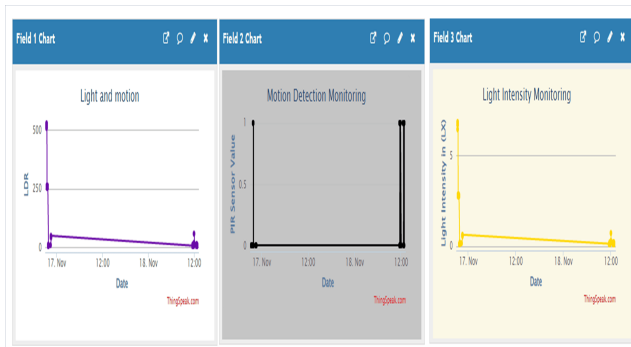 Field 1 Chart
Light and motion
LDR
500
250
0
17. Nov
12:00
18. Nov
12:00
Date
ThingSpeak.com
Field 2 Chart
Motion Detection Monitoring
PIR Sensor Value
1
0.5
0
17. Nov
12:00
18. Nov
12:00
Date
ThingSpeak.com
Field 3 Chart
Light Intensity Monitoring
Light Intensity In (LX)
5
0
17. Nov
12:00
18. Nov
12:00
Date
ThingSpeak.com